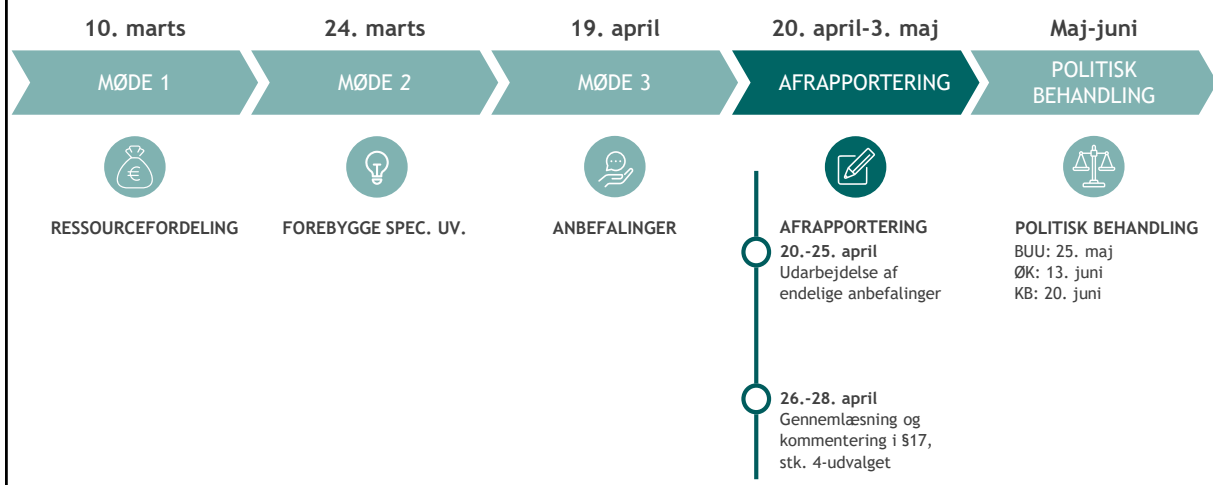 10. marts
24. marts
19. april
20. april-3. maj
Maj-juni
MØDE 1
MØDE 2
MØDE 3
AFRAPPORTERING
POLITISK
BEHANDLING
€
RESSOURCEFORDELING
FOREBYGGE SPEC. UV.
ANBEFALINGER
AFRAPPORTERING
20.-25. april
Udarbejdelse af
endelige anbefalinger
26.-28. april
Gennemlæsning og
kommentering i §17,
stk. 4-udvalget
POLITISK BEHANDLING
BUU: 25. maj
ØK: 13. juni
KB: 20. juni